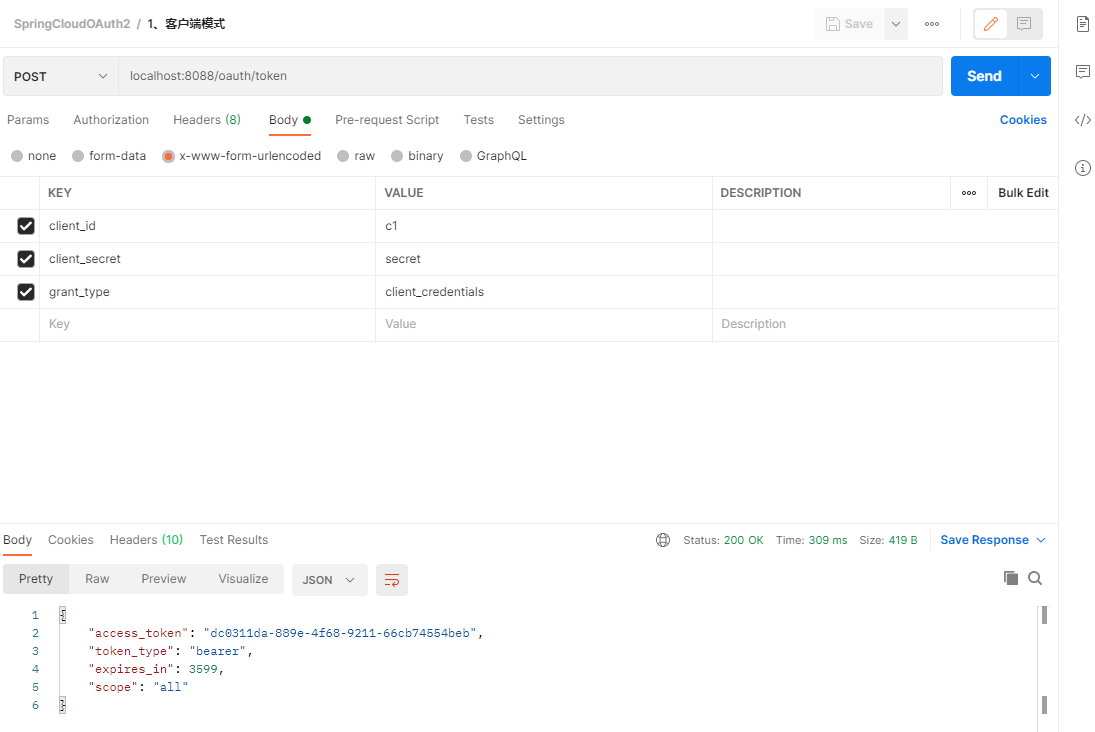 SpringCloudOAuth2 / 1、客户端模式 Save
POST localhost:8088/oauth/token Send
Params Authorization Headers (8) Body Pre-request Script Tests Settings Cookies
none form-data x-www-form-urlencoded raw binary GraphQL
KEY VALUE DESCRIPTION Bulk Edit
client_id c1
client_secret secret
grant_type client_credentials
Key Value Description
Body Cookies Headers (10) Test Results Status: 200 OK Time: 309 ms Size: 419 B Save Response
Pretty Raw Preview Visualize JSON
1 {
2 "access_token": "dc0311da-889e-4f68-9211-66cb74554beb",
3 "token_type": "bearer",
4 "expires_in": 3599,
5 "scope": "all"
6 }